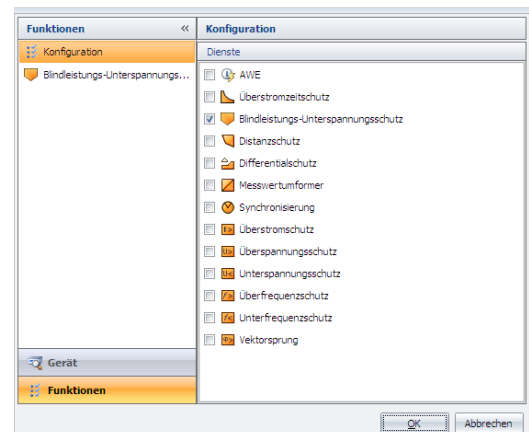 Funktionen «
Konfiguration
Blindleistungs-Unterspannungs...
Gerät
Funktionen
Konfiguration
Dienste
AWE
Überstromzeitschutz
Blindleistungs-Unterspannungsschutz
Distanzschutz
Differentialschutz
Messwertumformer
Synchronisierung
I> Überstromschutz
U> Überspannungsschutz
U< Unterspannungsschutz
f> Überfrequenzschutz
f< Unterfrequenzschutz
φ> Vektorsprung
OK Abbrechen